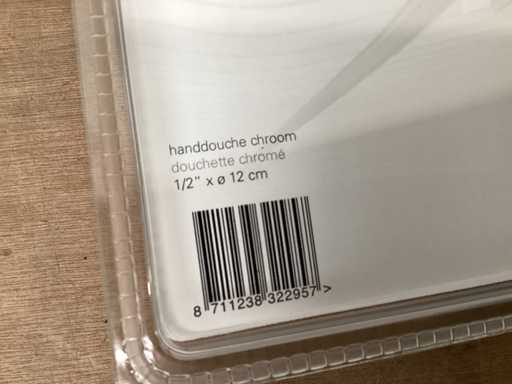 handdouche chroom
douchette chromé
1/2" x ø 12 cm
8 711238 322957 >